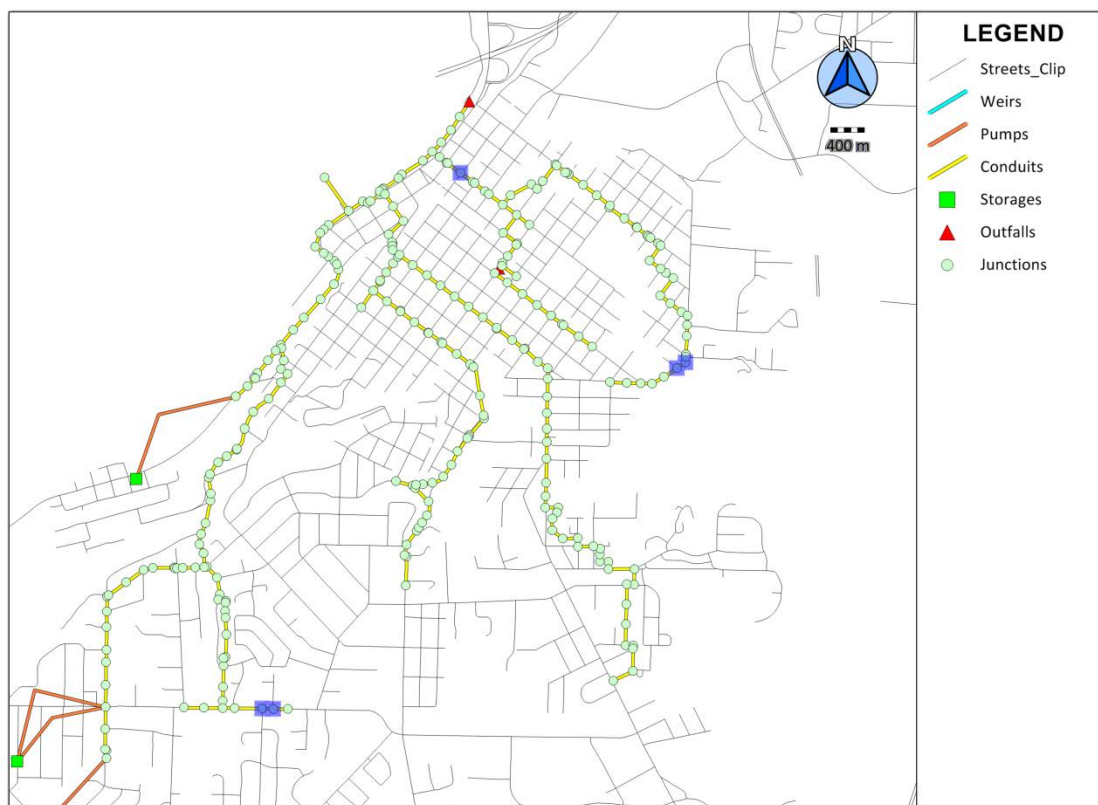 N
400 m
LEGEND
Streets_Clip
Weirs
Pumps
Conduits
Storages
Outfalls
Junctions